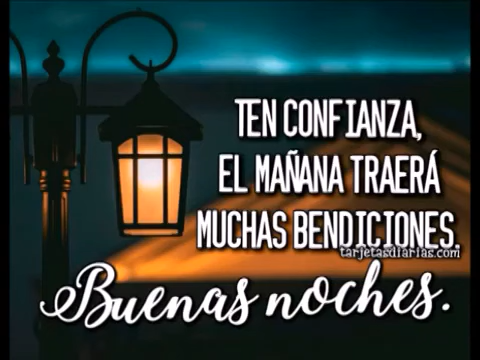 TEN CONFIANZA,
EL MAÑANA TRAERÁ
MUCHAS BENDICIONES.
tarjetasdiarias.com
Buenas noches.